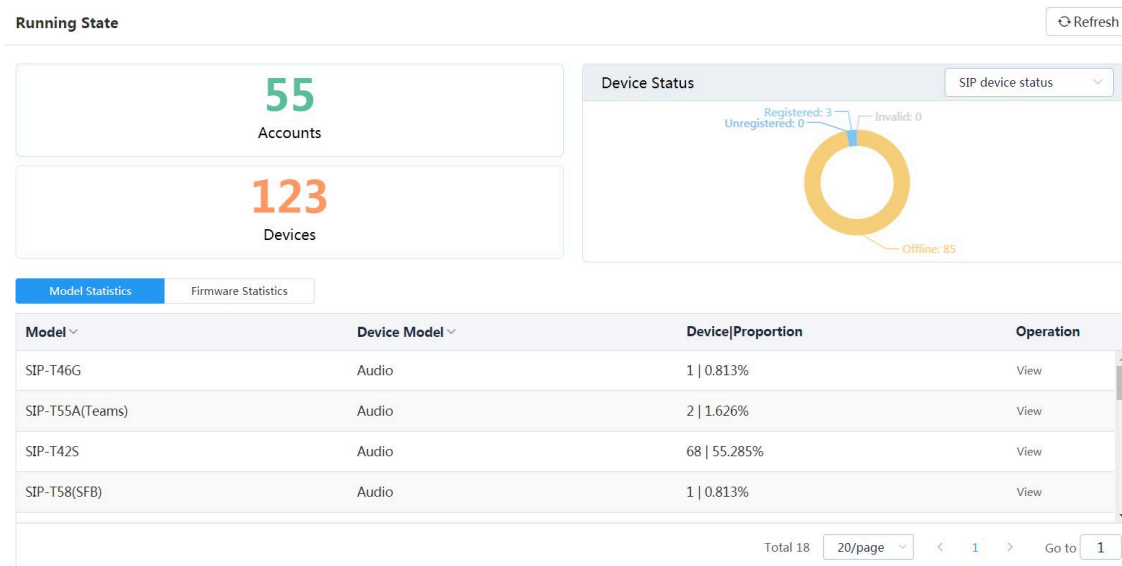 Running State
Refresh
55
Accounts
123
Devices
Device Status
SIP device status
Registered: 3
Unregistered: 0
Invalid: 0
Offline: 85
Model Statistics
Firmware Statistics
Model Device Model Device|Proportion Operation
SIP-T46G Audio 1 | 0.813% View
SIP-T55A(Teams) Audio 2 | 1.626% View
SIP-T42S Audio 68 | 55.285% View
SIP-T58(SFB) Audio 1 | 0.813% View
Total 18 20/page < 1 > Go to 1